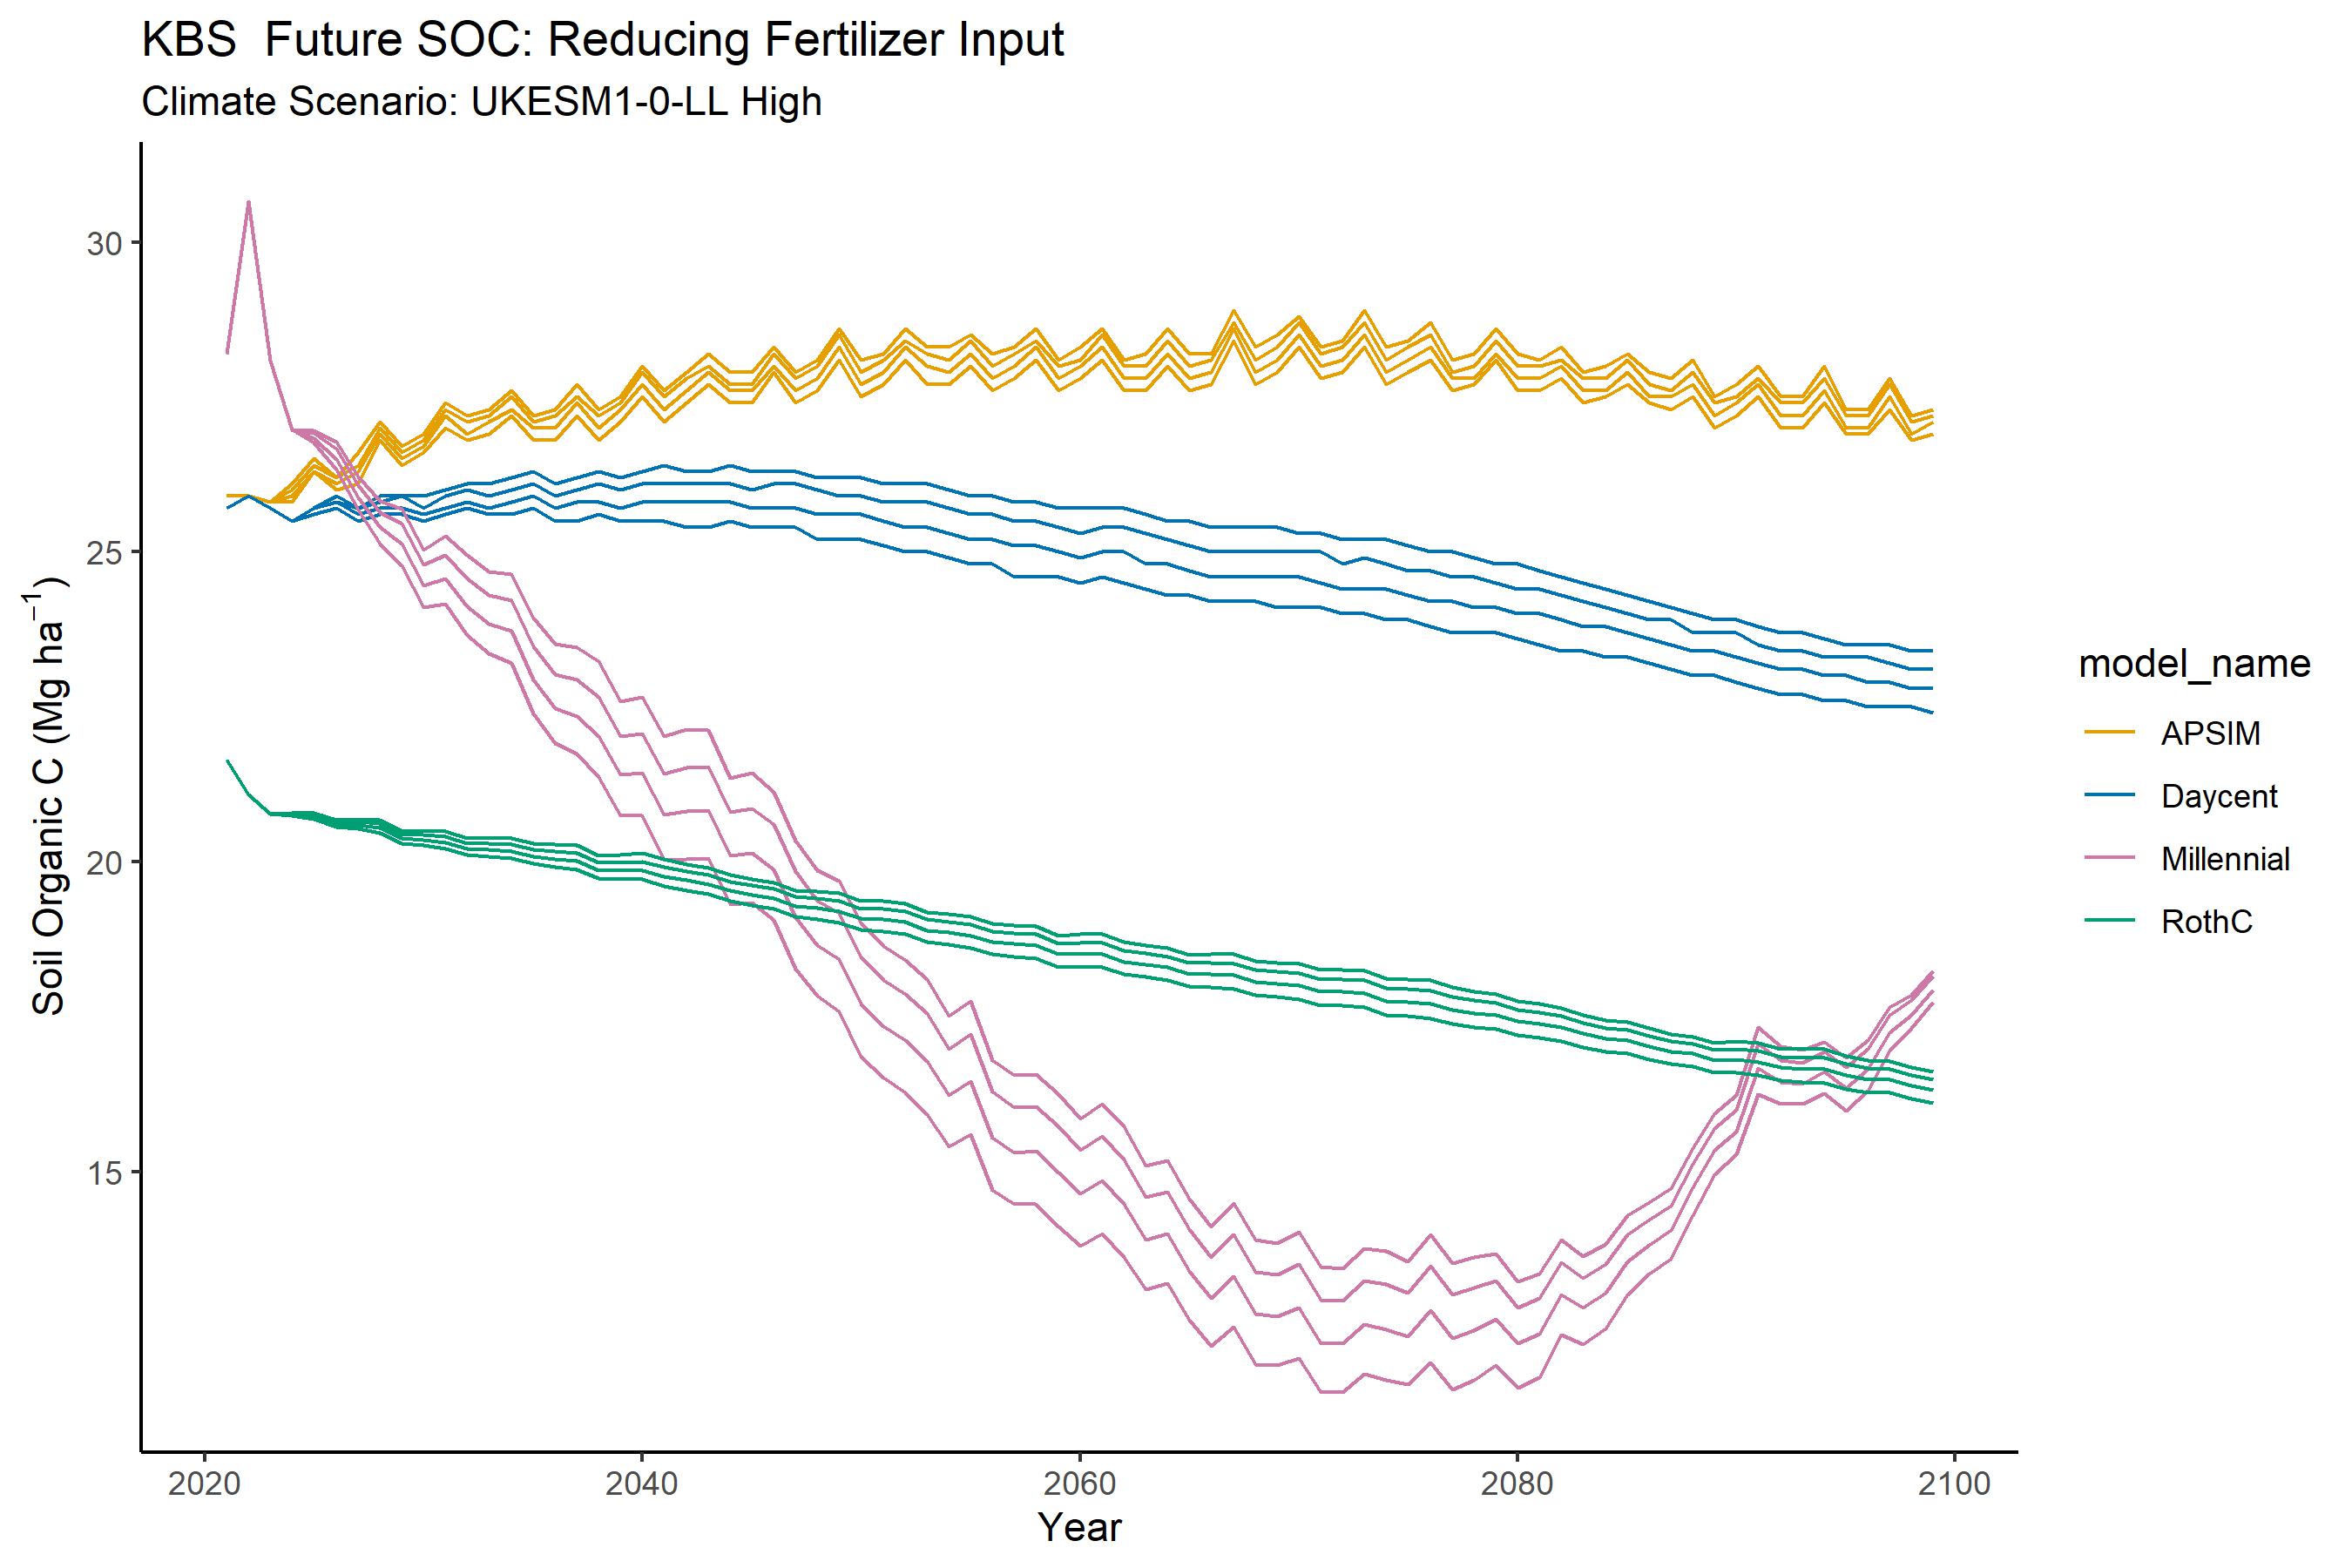 KBS  Future SOC: Reducing Fertilizer Input
Climate Scenario: UKESM1-0-LL High
30
25
20
15
Soil Organic C (Mg ha⁻¹)
2020 2040 2060 2080 2100
Year
model_name
APSIM
Daycent
Millennial
RothC